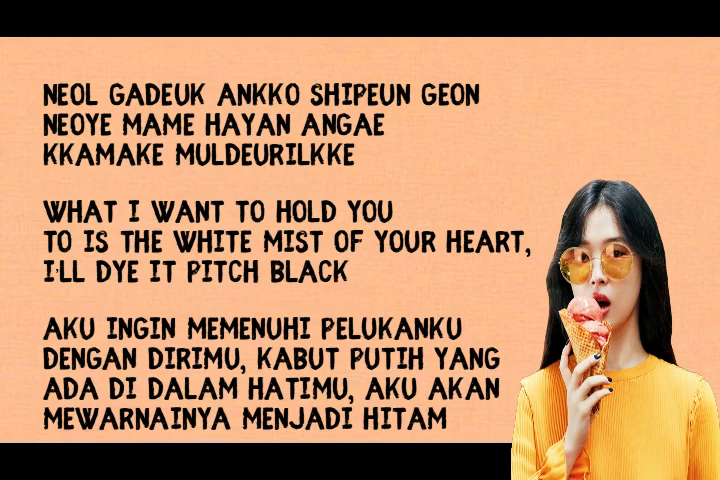 NEOL GADEUK ANKKO SHIPEUN GEON
NEOYE MAME HAYAN ANGAE
KKAMAKE MULDEURILKKE
WHAT I WANT TO HOLD YOU
TO IS THE WHITE MIST OF YOUR HEART,
I'LL DYE IT PITCH BLACK
AKU INGIN MEMENUHI PELUKANKU
DENGAN DIRIMU, KABUT PUTIH YANG
ADA DI DALAM HATIMU, AKU AKAN
MEWARNAINYA MENJADI HITAM